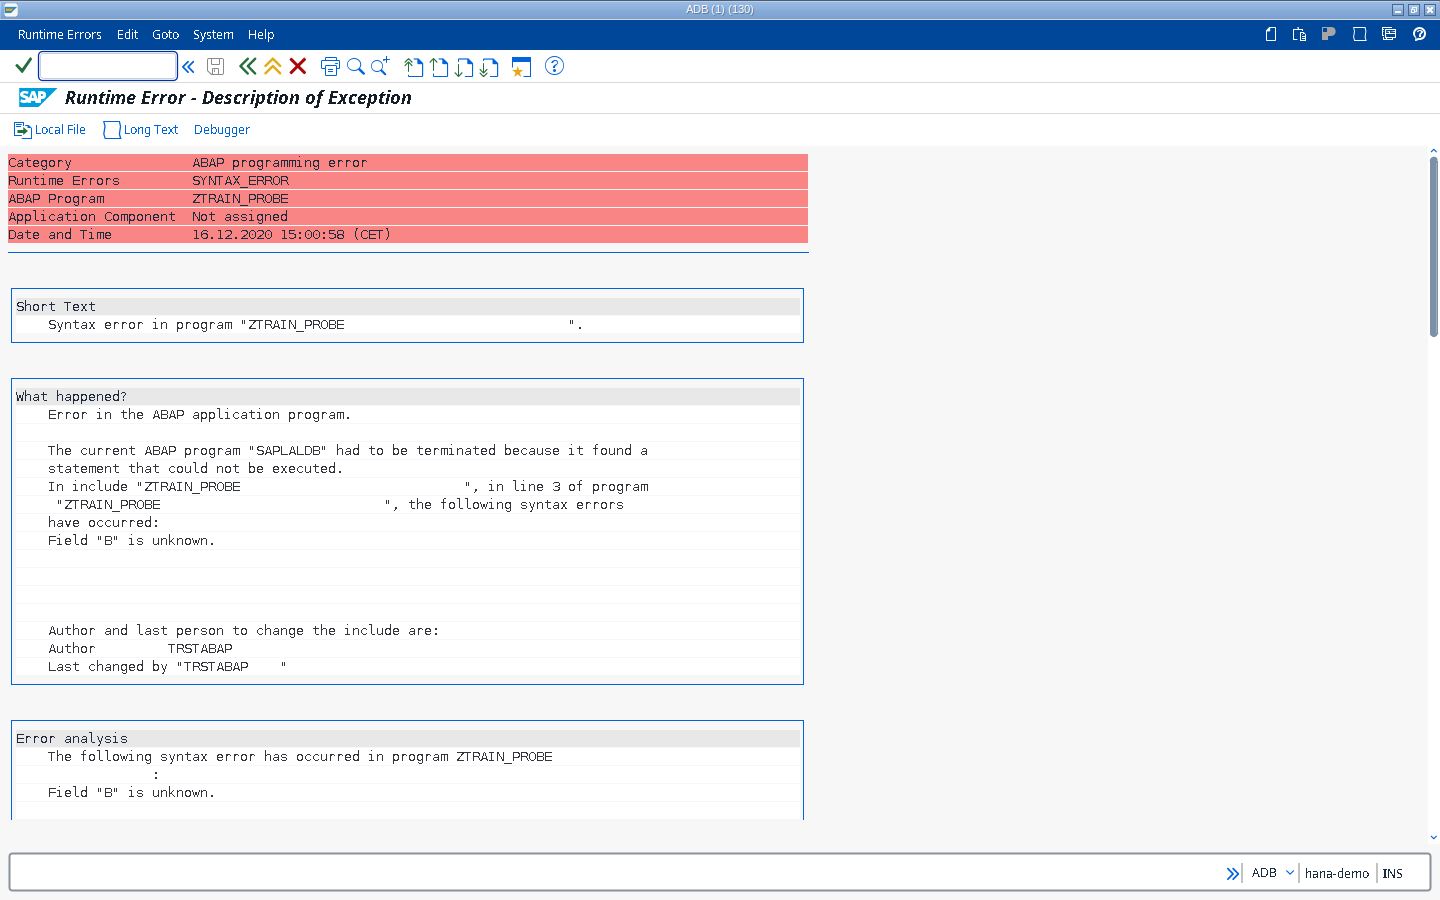 ADB (1) (130)
Runtime Errors Edit Goto System Help
SAP Runtime Error - Description of Exception
Local File Long Text Debugger
Category ABAP programming error
Runtime Errors SYNTAX_ERROR
ABAP Program ZTRAIN_PROBE
Application Component Not assigned
Date and Time 16.12.2020 15:00:58 (CET)
Short Text
Syntax error in program "ZTRAIN_PROBE ".
What happened?
Error in the ABAP application program.
The current ABAP program "SAPLALDB" had to be terminated because it found a
statement that could not be executed.
In include "ZTRAIN_PROBE ", in line 3 of program
"ZTRAIN_PROBE ", the following syntax errors
have occurred:
Field "B" is unknown.
Author and last person to change the include are:
Author TRSTABAP
Last changed by "TRSTABAP "
Error analysis
The following syntax error has occurred in program ZTRAIN_PROBE
:
Field "B" is unknown.
ADB hana-demo INS